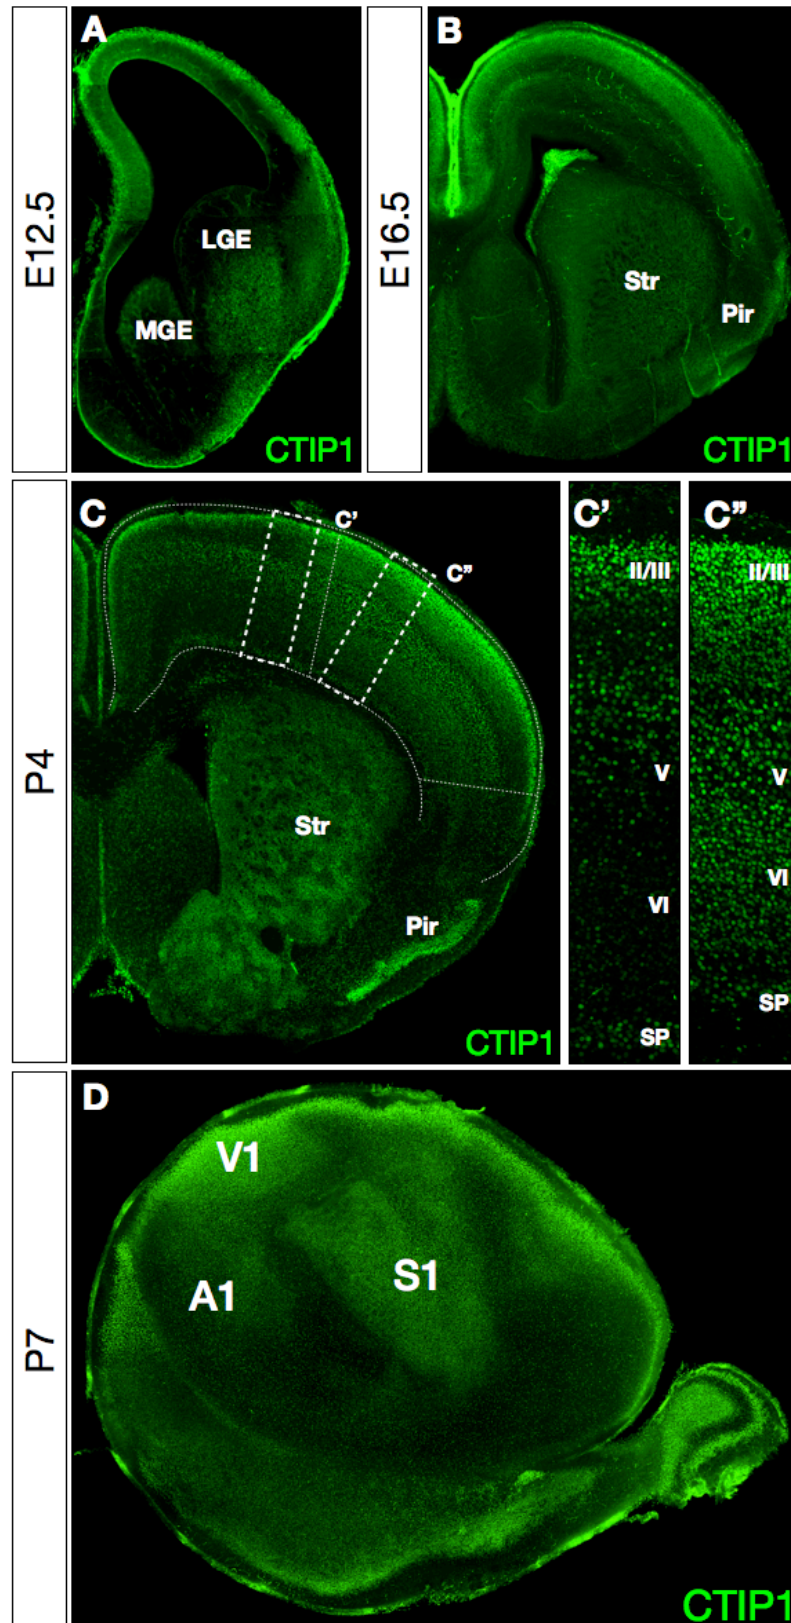 E12.5
A
LGE
MGE
CTIP1
E16.5
B
Str
Pir
CTIP1
P4
C
C'
C”
Str
Pir
CTIP1
C'
II/III
V
VI
SP
C”
II/III
V
VI
SP
P7
D
V1
A1
S1
CTIP1